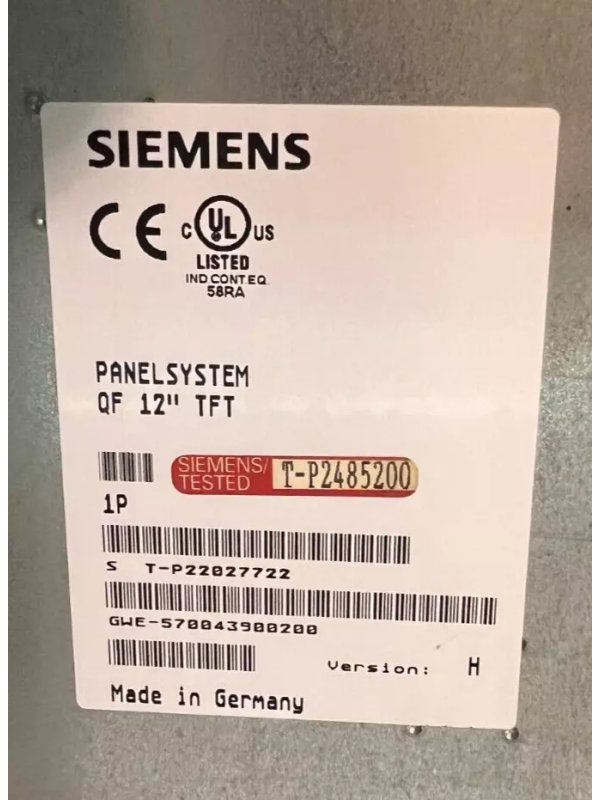 SIEMENS
CE C UL US
LISTED
IND.CONT.EQ.
58RA
PANELSYSTEM
QF 12" TFT
SIEMENS/
TESTED T-P2485200
1P
S T-P22027722
GWE-570043900200
Version: H
Made in Germany